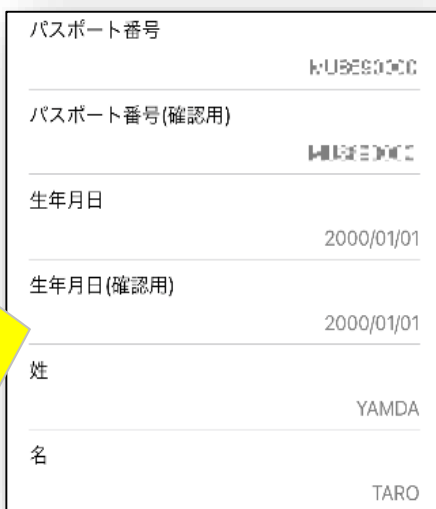 パスポート番号
パスポート番号(確認用)
生年月日
2000/01/01
生年月日(確認用)
2000/01/01
姓
YAMDA
名
TARO